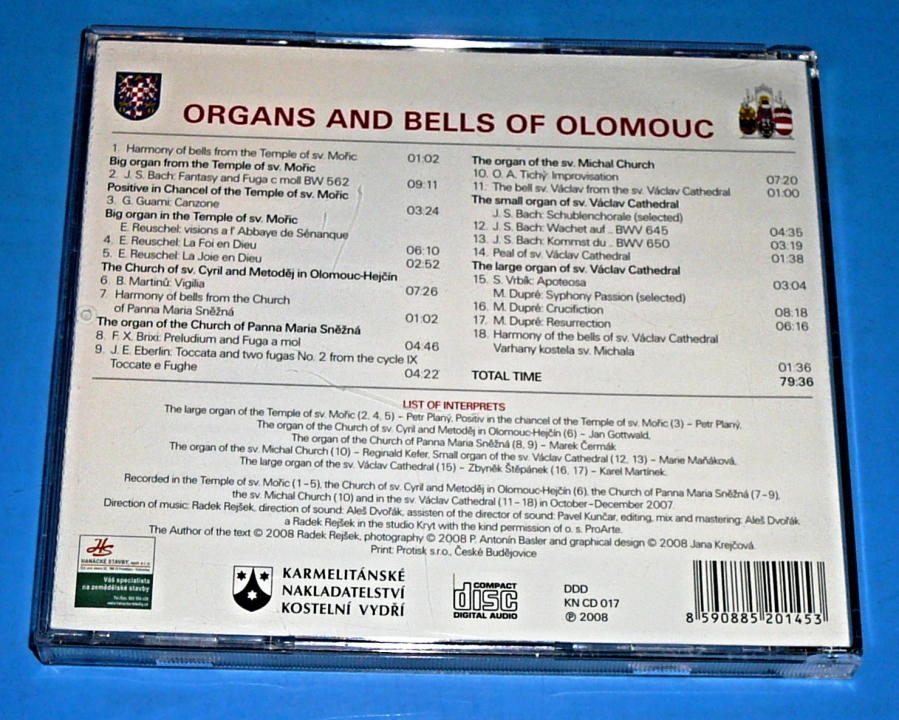 ORGANS AND BELLS OF OLOMOUC
1. Harmony of bells from the Temple of sv. Mořic 01:02
Big organ from the Temple of sv. Mořic
2. J. S. Bach: Fantasy and Fuga c moll BW 562 09:11
Positive in Chancel of the Temple of sv. Mořic
3. G. Guami: Canzone 03:24
Big organ in the Temple of sv. Mořic
E. Reuschel: visions a l' Abbaye de Sénanque
4. E. Reuschel: La Foi en Dieu 06:10
5. E. Reuschel: La Joie en Dieu 02:52
The Church of sv. Cyril and Metoděj in Olomouc-Hejčín
6. B. Martinů: Vigilia 07:26
7. Harmony of bells from the Church
of Panna Maria Sněžná 01:02
The organ of the Church of Panna Maria Sněžná
8. F. X. Brixi: Preludium and Fuga a mol 04:46
9. J. E. Eberlin: Toccata and two fugas No. 2 from the cycle IX
Toccate e Fughe 04:22
The organ of the sv. Michal Church
10. O. A. Tichý: Improvisation 07:20
11. The bell sv. Václav from the sv. Václav Cathedral 01:00
The small organ of sv. Václav Cathedral
J. S. Bach: Schublenchorale (selected)
12. J. S. Bach: Wachet auf .. BWV 645 04:35
13. J. S. Bach: Kommst du .. BWV 650 03:19
14. Peal of sv. Václav Cathedral 01:38
The large organ of sv. Václav Cathedral
15. S. Vrbík: Apoteosa 03:04
M. Dupré: Syphony Passion (selected)
16. M. Dupré: Crucifiction 08:18
17. M. Dupré: Resurrection 06:16
18. Harmony of the bells of sv. Václav Cathedral
Varhany kostela sv. Michala 01:36
TOTAL TIME 79:36
LIST OF INTERPRETS
The large organ of the Temple of sv. Mořic (2, 4, 5) – Petr Planý, Positiv in the chancel of the Temple of sv. Mořic (3) – Petr Planý,
The organ of the Church of sv. Cyril and Metoděj in Olomouc-Hejčín (6) – Jan Gottwald,
The organ of the Church of Panna Maria Sněžná (8, 9) – Marek Čermák
The organ of the sv. Michal Church (10) – Reginald Kefer, Small organ of sv. Václav Cathedral (12, 13) – Marie Maňáková,
The large organ of the sv. Václav Cathedral (15) – Zbyněk Štěpánek (16, 17) – Karel Martínek.
Recorded in the Temple of sv. Mořic (1–5), the Church of sv. Cyril and Metoděj in Olomouc-Hejčín (6), the Church of Panna Maria Sněžná (7–9),
the sv. Michal Church (10) and in the sv. Václav Cathedral (11–18) in October–December 2007.
Direction of music: Radek Rejšek, direction of sound: Aleš Dvořák, assisten of the director of sound: Pavel Kunčar, editing, mix and mastering: Aleš Dvořák
a Radek Rejšek in the studio Kryt with the kind permission of o. s. ProArte.
The Author of the text © 2008 Radek Rejšek, photography © 2008 P. Antonín Basler and graphical design © 2008 Jana Krejčová.
Print: Protisk s.r.o., České Budějovice
HS
HANÁCKÉ STAVBY, spol. s r. o.
Váš specialista
na zemědělské stavby
KARMELITÁNSKÉ
NAKLADATELSTVÍ
KOSTELNÍ VYDŘÍ
COMPACT
disc
DIGITAL AUDIO
DDD
KN CD 017
℗ 2008
8 590885 201453